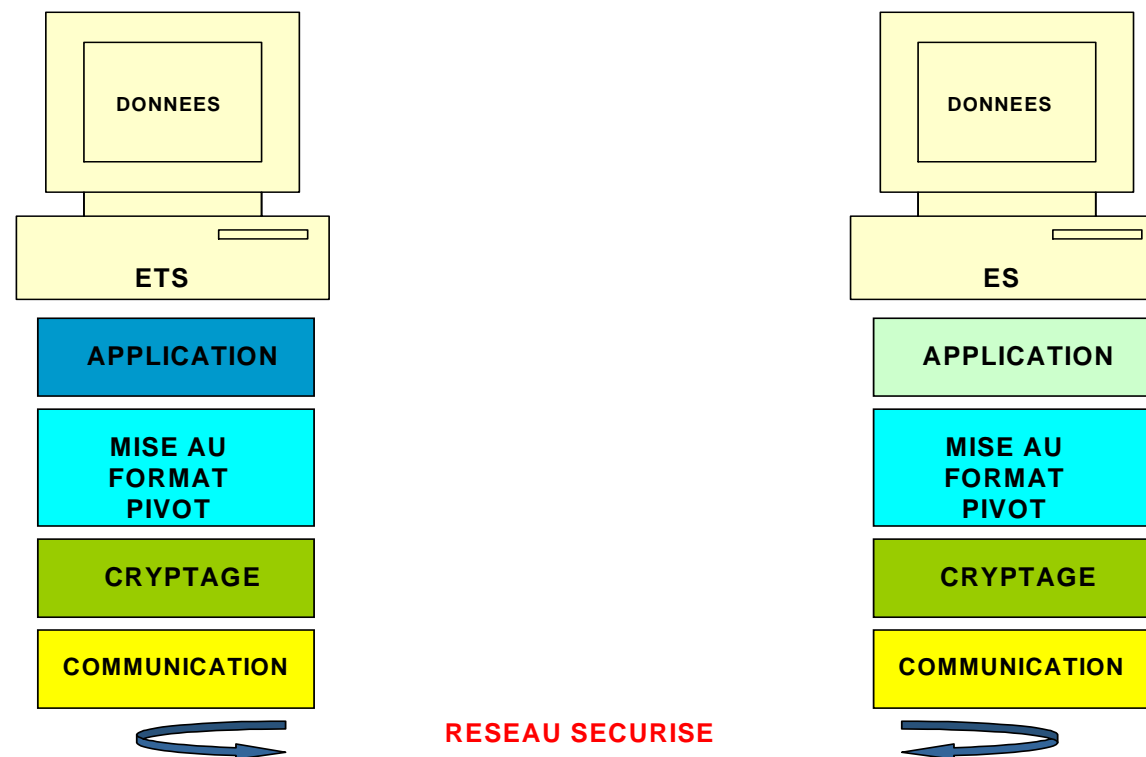 DONNEES
ETS
APPLICATION
MISE AU
FORMAT
PIVOT
CRYPTAGE
COMMUNICATION
DONNEES
ES
APPLICATION
MISE AU
FORMAT
PIVOT
CRYPTAGE
COMMUNICATION
RESEAU SECURISE